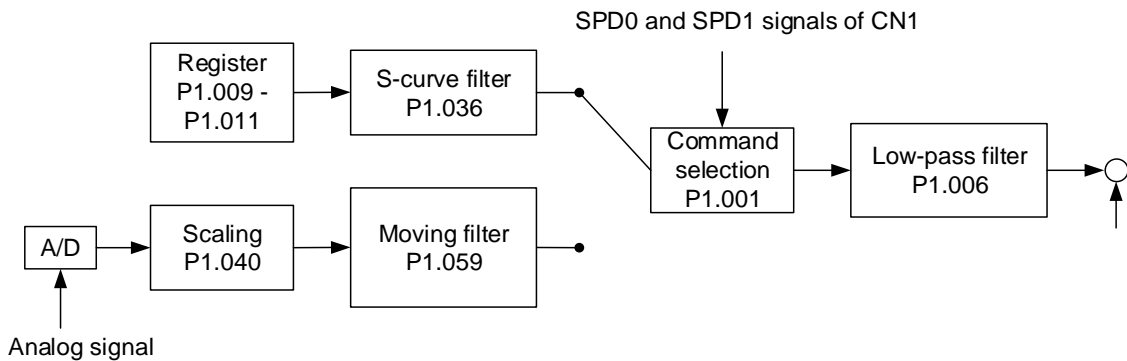 SPD0 and SPD1 signals of CN1
Register
P1.009 -
P1.011
S-curve filter
P1.036
Command
selection
P1.001
Low-pass filter
P1.006
A/D
Scaling
P1.040
Moving filter
P1.059
Analog signal